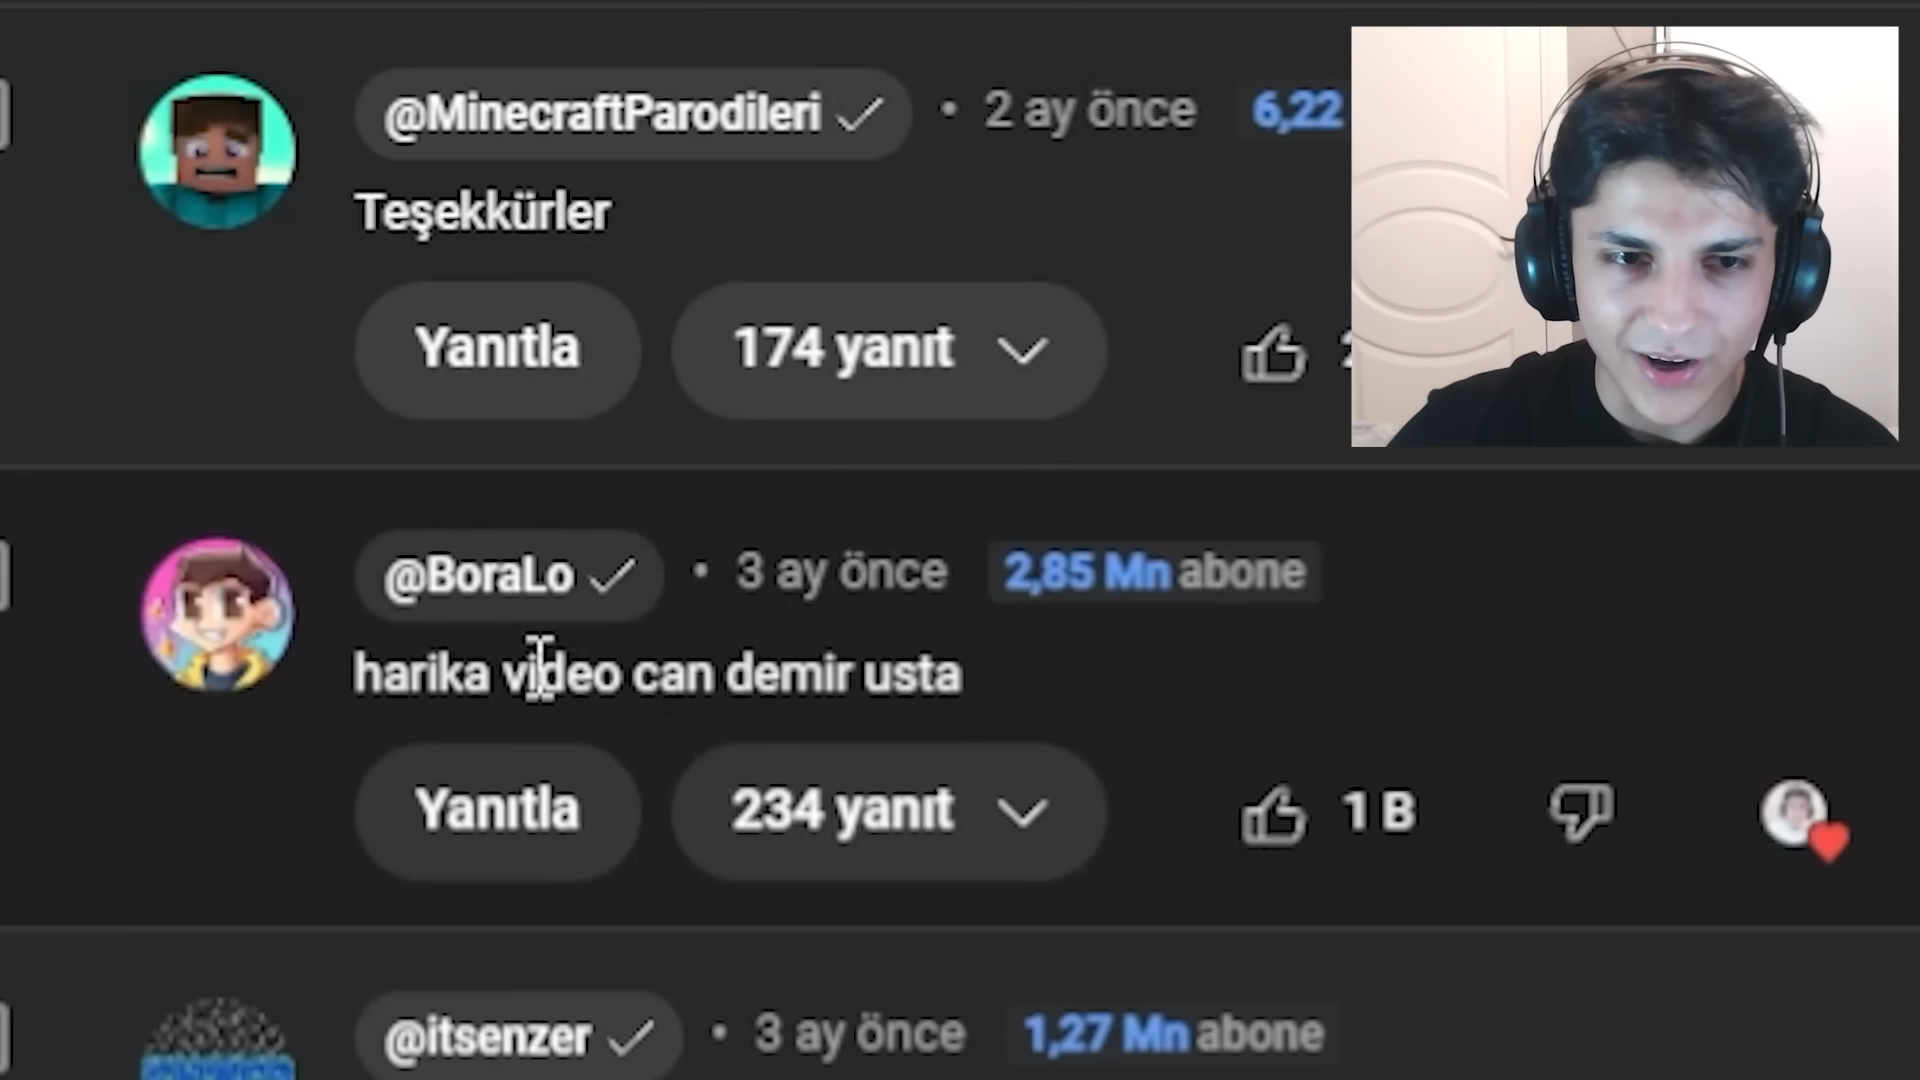 @MinecraftParodileri • 2 ay önce 6,22
Teşekkürler
Yanıtla 174 yanıt
@BoraLo • 3 ay önce 2,85 Mn abone
harika video can demir usta
Yanıtla 234 yanıt 1 B
@itsenzer • 3 ay önce 1,27 Mn abone